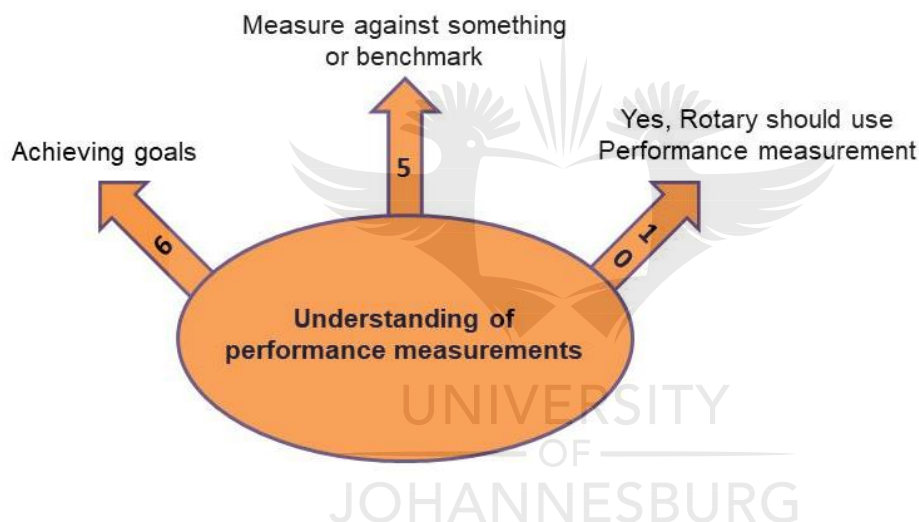 Measure against something
or benchmark
Yes, Rotary should use
Performance measurement
Achieving goals
5
6
10
Understanding of
performance measurements
UNIVERSITY
OF
JOHANNESBURG